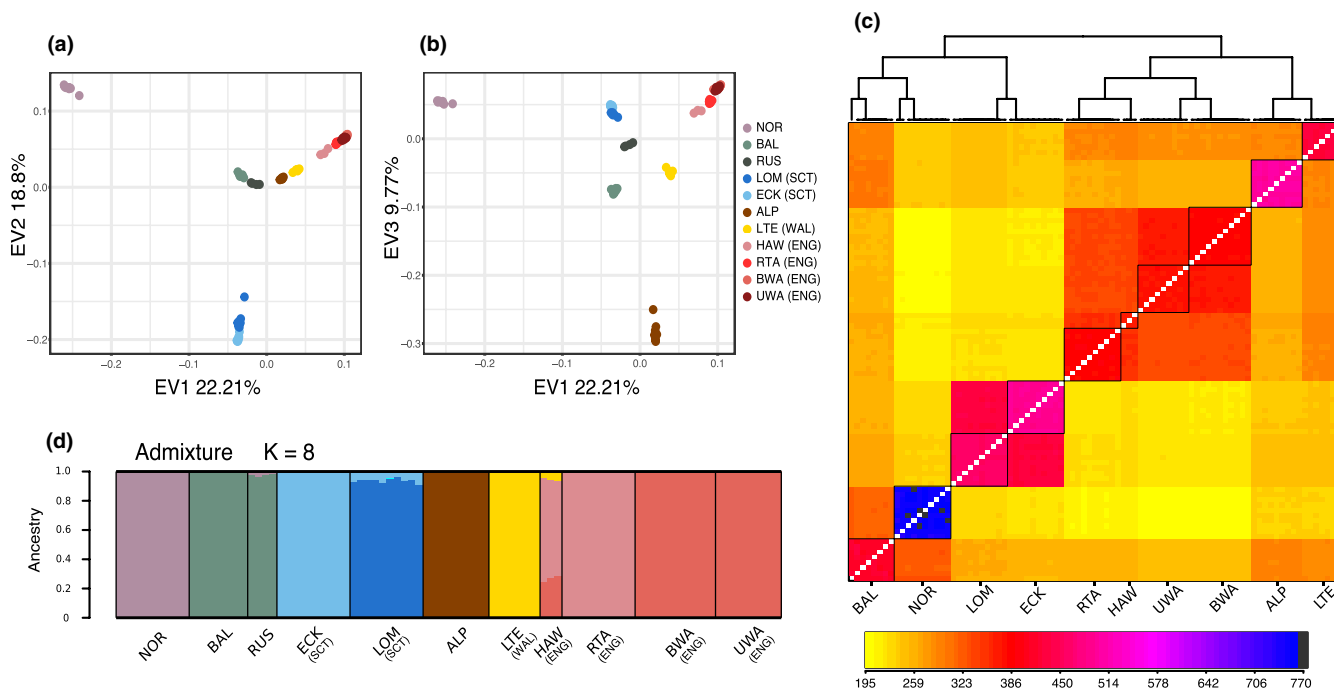 (a)
EV2 18.8%
0.1
0.0
−0.1
−0.2
−0.2
−0.1
0.0
0.1
EV1 22.21%
(b)
EV3 9.77%
0.0
−0.1
−0.2
−0.3
−0.2
−0.1
0.0
0.1
EV1 22.21%
NOR
BAL
RUS
LOM (SCT)
ECK (SCT)
ALP
LTE (WAL)
HAW (ENG)
RTA (ENG)
BWA (ENG)
UWA (ENG)
(c)
BAL
NOR
LOM
ECK
RTA
HAW
UWA
BWA
ALP
LTE
195 259 323 386 450 514 578 642 706 770
(d)
Admixture K = 8
Ancestry
1.0
0.8
0.6
0.4
0.2
0
NOR
BAL
RUS
ECK
(SCT)
LOM
(SCT)
ALP
LTE
(WAL)
HAW
(ENG)
RTA
(ENG)
BWA
(ENG)
UWA
(ENG)